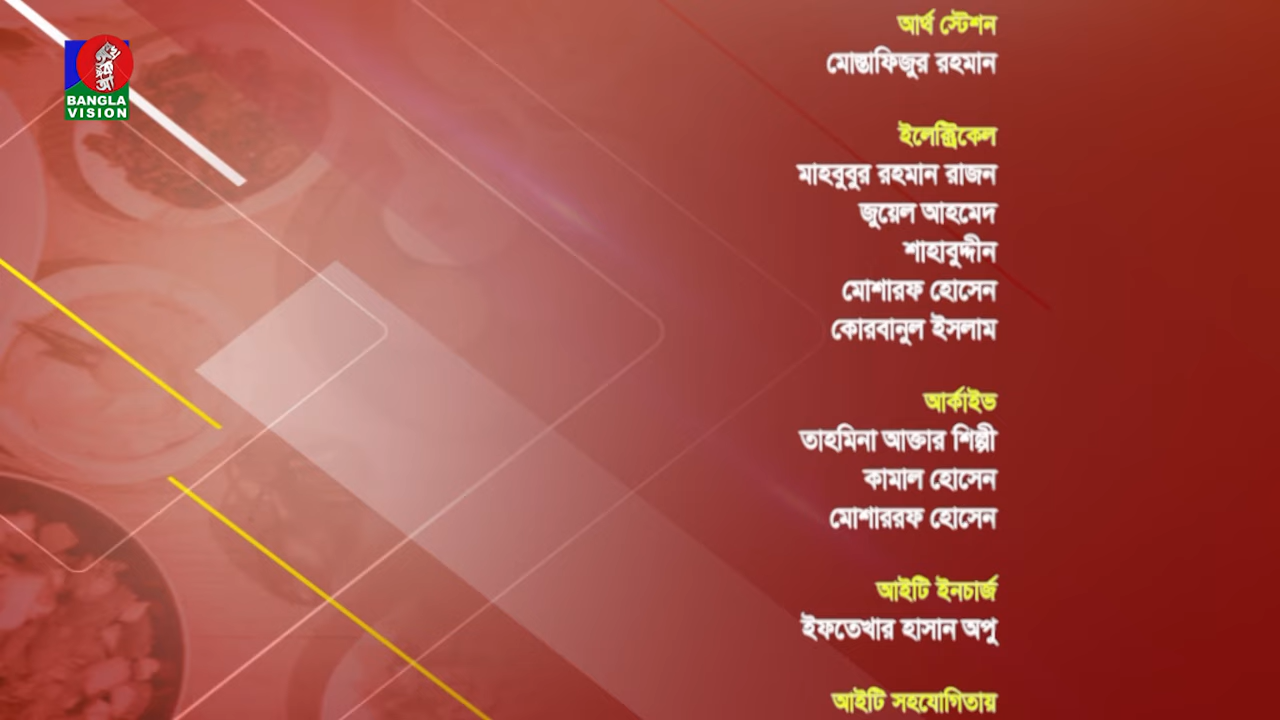 BANGLA
VISION
আর্থ স্টেশন
মোস্তাফিজুর রহমান
ইলেক্ট্রিকেল
মাহবুবুর রহমান রাজন
জুয়েল আহমেদ
শাহাবুদ্দীন
মোশারফ হোসেন
কোরবানুল ইসলাম
আর্কাইভ
তাহমিনা আক্তার শিল্পী
কামাল হোসেন
মোশাররফ হোসেন
আইটি ইনচার্জ
ইফতেখার হাসান অপু
আইটি সহযোগিতায়